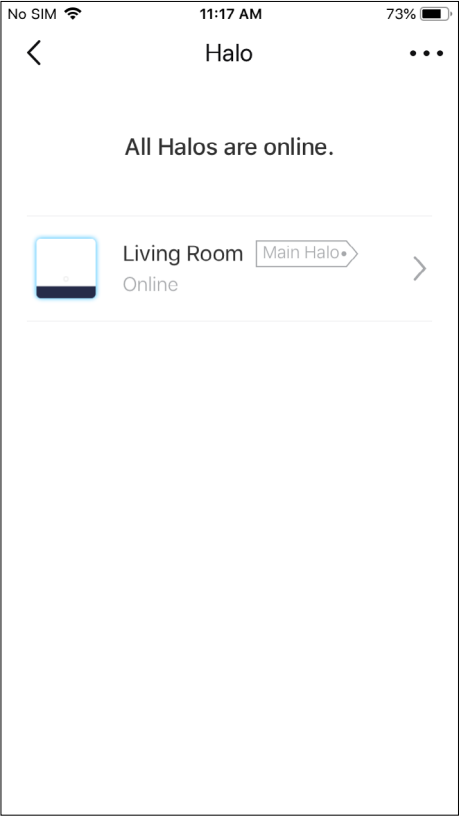 No SIM 11:17 AM 73%
Halo
All Halos are online.
Living Room Main Halo
Online